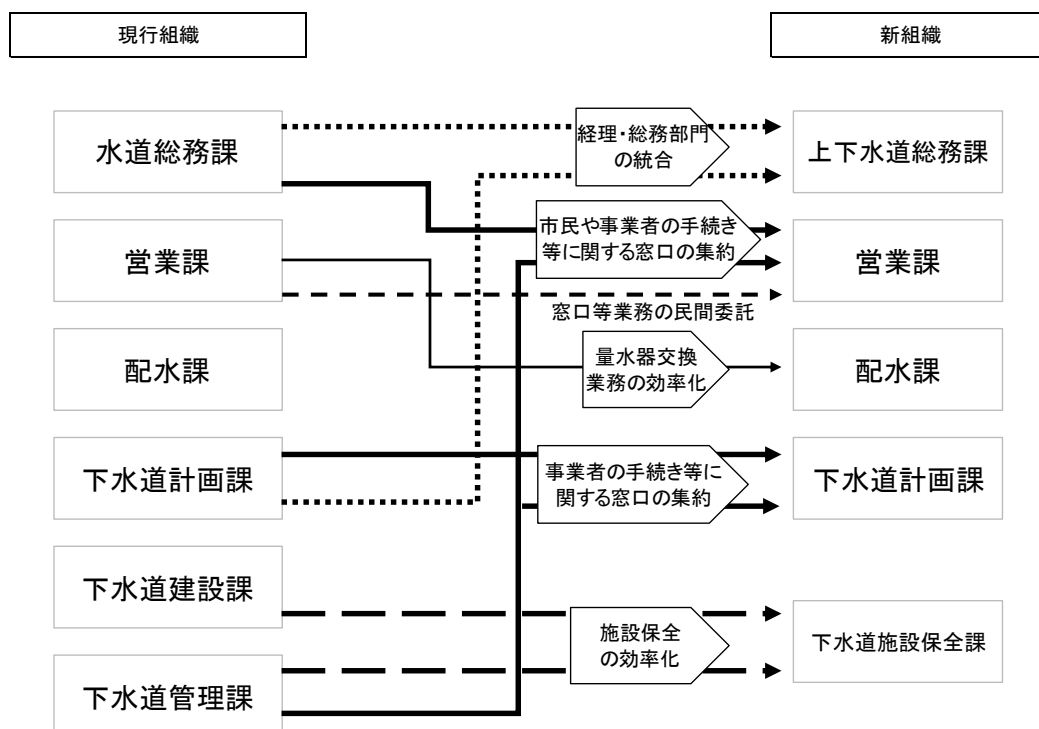 現行組織
新組織
水道総務課
経理・総務部門
の統合
上下水道総務課
営業課
市民や事業者の手続き
等に関する窓口の集約
営業課
窓口等業務の民間委託
配水課
量水器交換
業務の効率化
配水課
下水道計画課
事業者の手続き等に
関する窓口の集約
下水道計画課
下水道建設課
施設保全
の効率化
下水道施設保全課
下水道管理課